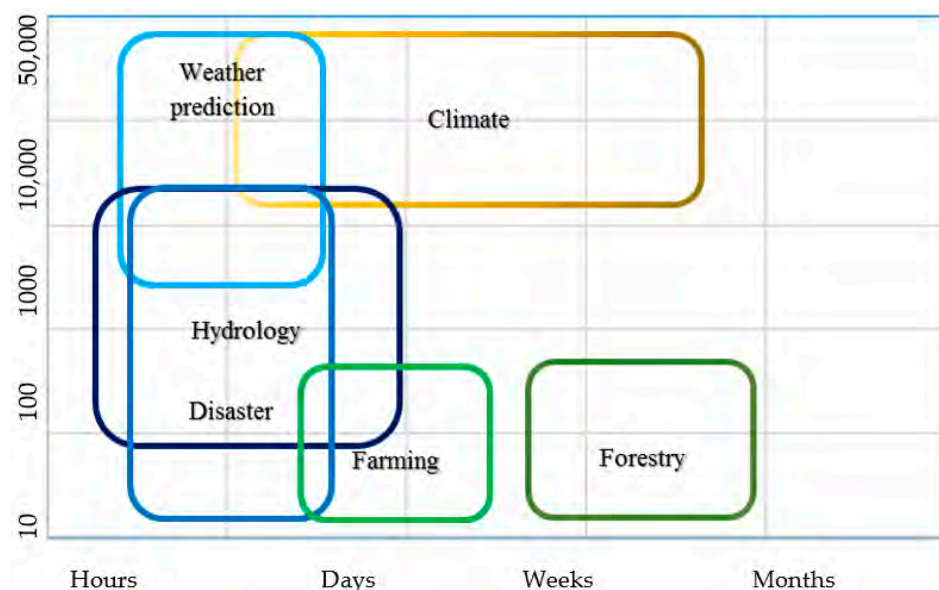 50,000
Weather
prediction
Climate
10,000
1000
Hydrology
100
Disaster
Farming
Forestry
10
Hours
Days
Weeks
Months